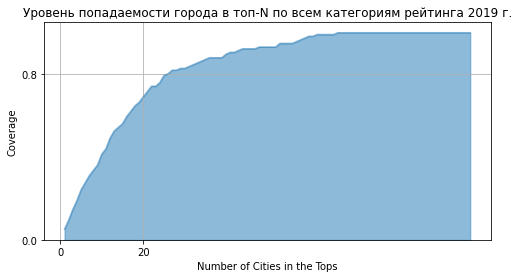 Уровень попадаемости города в топ-N по всем категориям рейтинга 2019 г.
0.8
Coverage
0.0
0 20
Number of Cities in the Tops